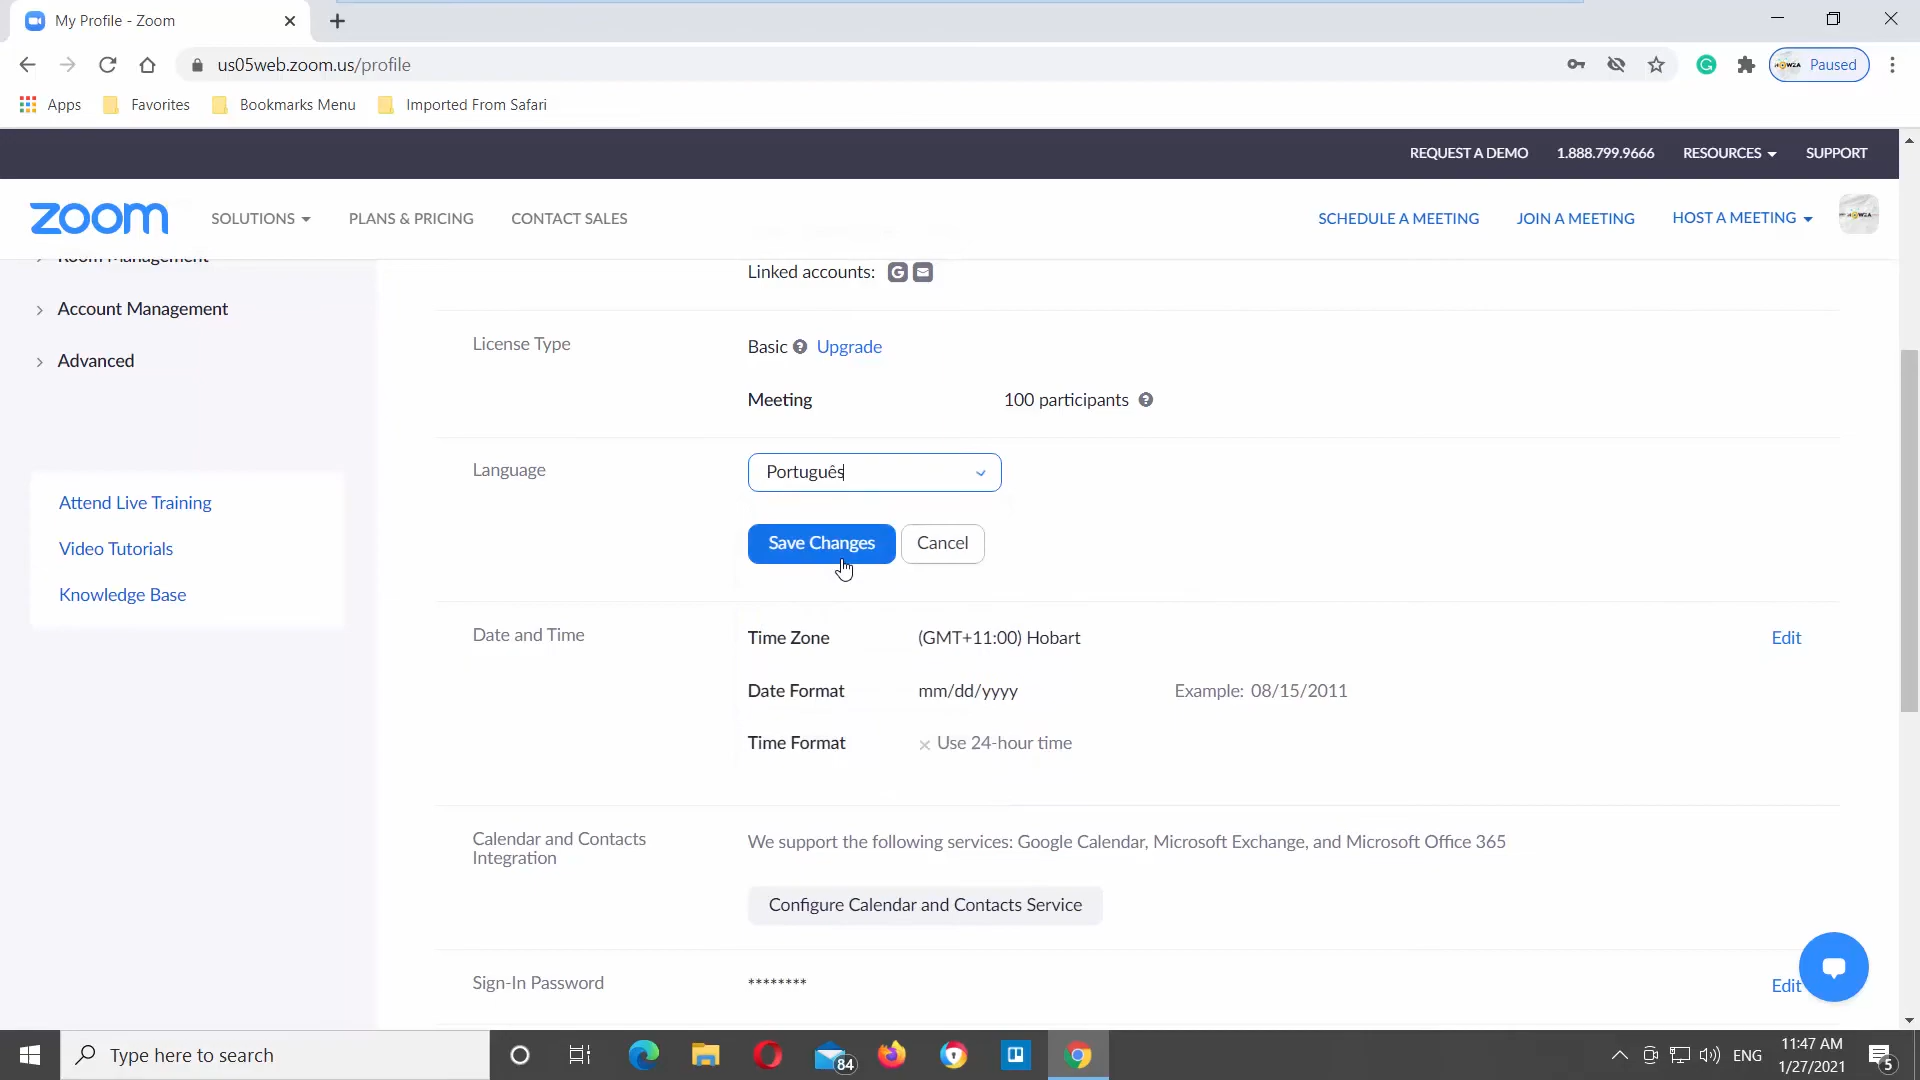 My Profile - Zoom
us05web.zoom.us/profile
Paused
Apps
Favorites
Bookmarks Menu
Imported From Safari
REQUEST A DEMO
1.888.799.9666
RESOURCES
SUPPORT
zoom
SOLUTIONS
PLANS & PRICING
CONTACT SALES
SCHEDULE A MEETING
JOIN A MEETING
HOST A MEETING
Room Management
Account Management
Advanced
Attend Live Training
Video Tutorials
Knowledge Base
Linked accounts:
License Type
Basic Upgrade
Meeting
100 participants
Language
Português
Save Changes
Cancel
Date and Time
Time Zone
(GMT+11:00) Hobart
Edit
Date Format
mm/dd/yyyy
Example: 08/15/2011
Time Format
Use 24-hour time
Calendar and Contacts
Integration
We support the following services: Google Calendar, Microsoft Exchange, and Microsoft Office 365
Configure Calendar and Contacts Service
Sign-In Password
********
Edit
Type here to search
84
ENG
11:47 AM
1/27/2021
5